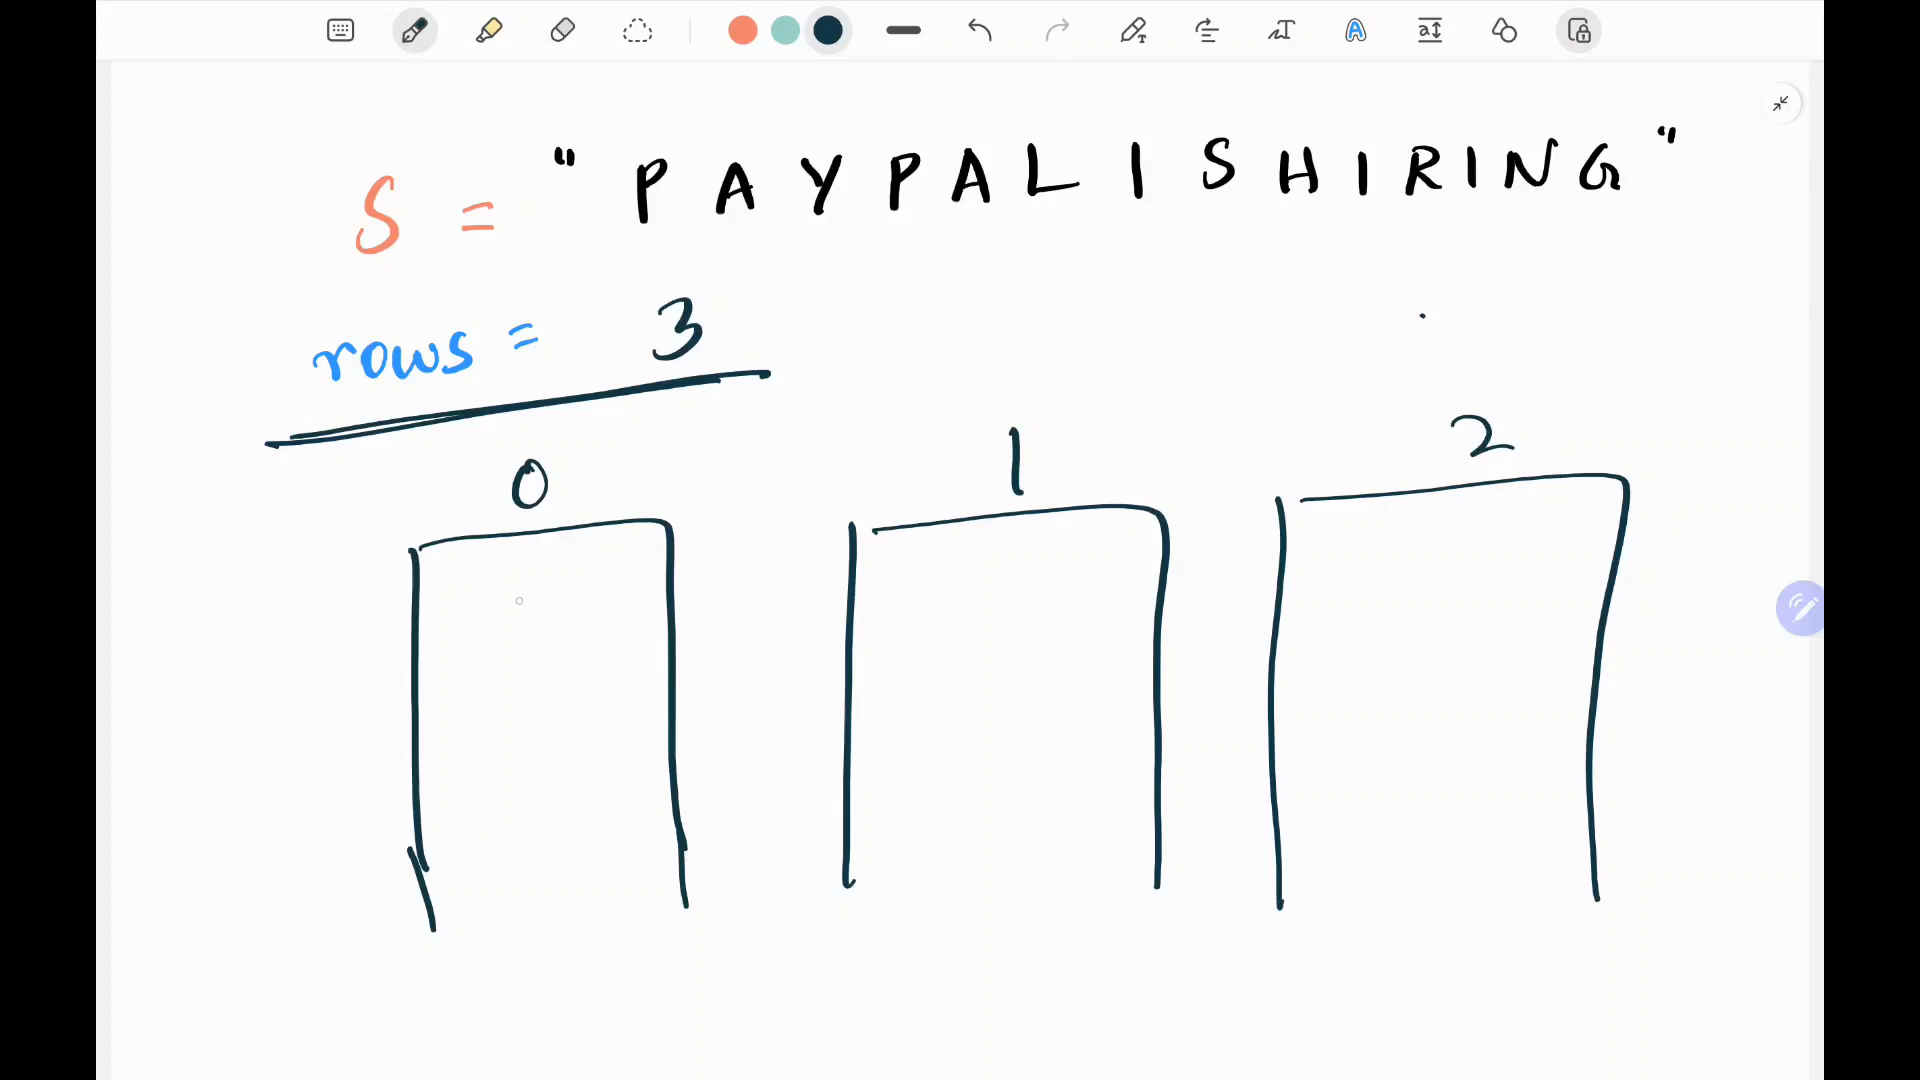 S = "PAYPALISHIRING"
rows = 3
0 1 2